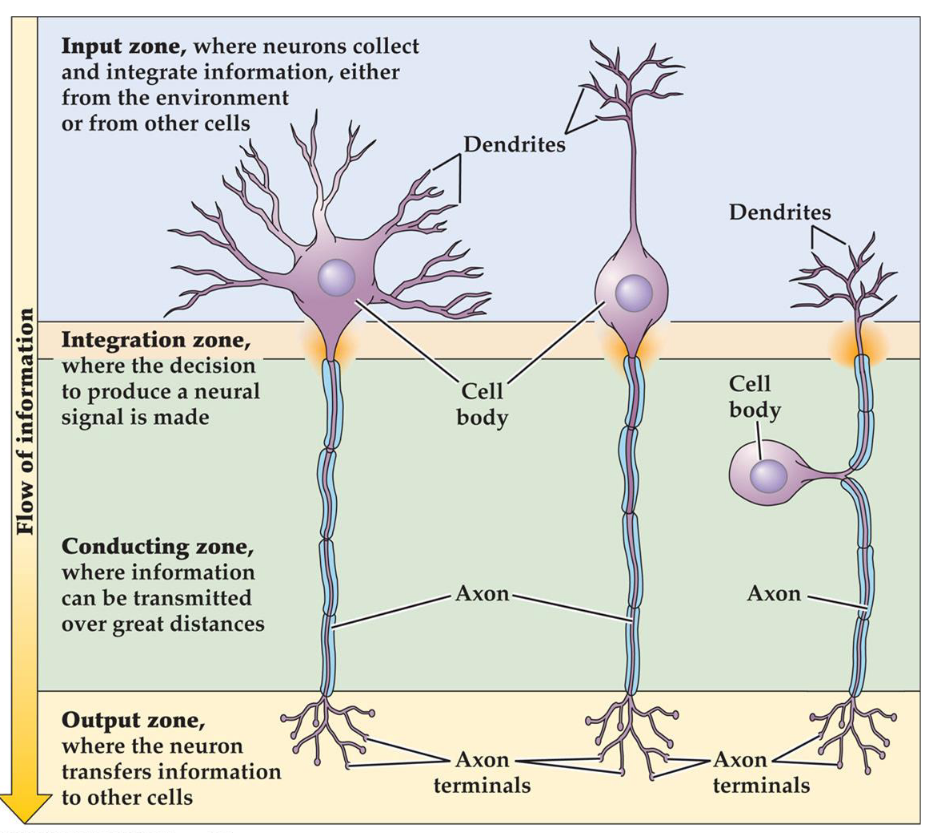 Input zone, where neurons collect
and integrate information, either
from the environment
or from other cells
Dendrites
Dendrites
Flow of information
Integration zone,
where the decision
to produce a neural
signal is made
Cell
body
Cell
body
Conducting zone,
where information
can be transmitted
over great distances
Axon
Axon
Output zone,
where the neuron
transfers information
to other cells
Axon
terminals
Axon
terminals